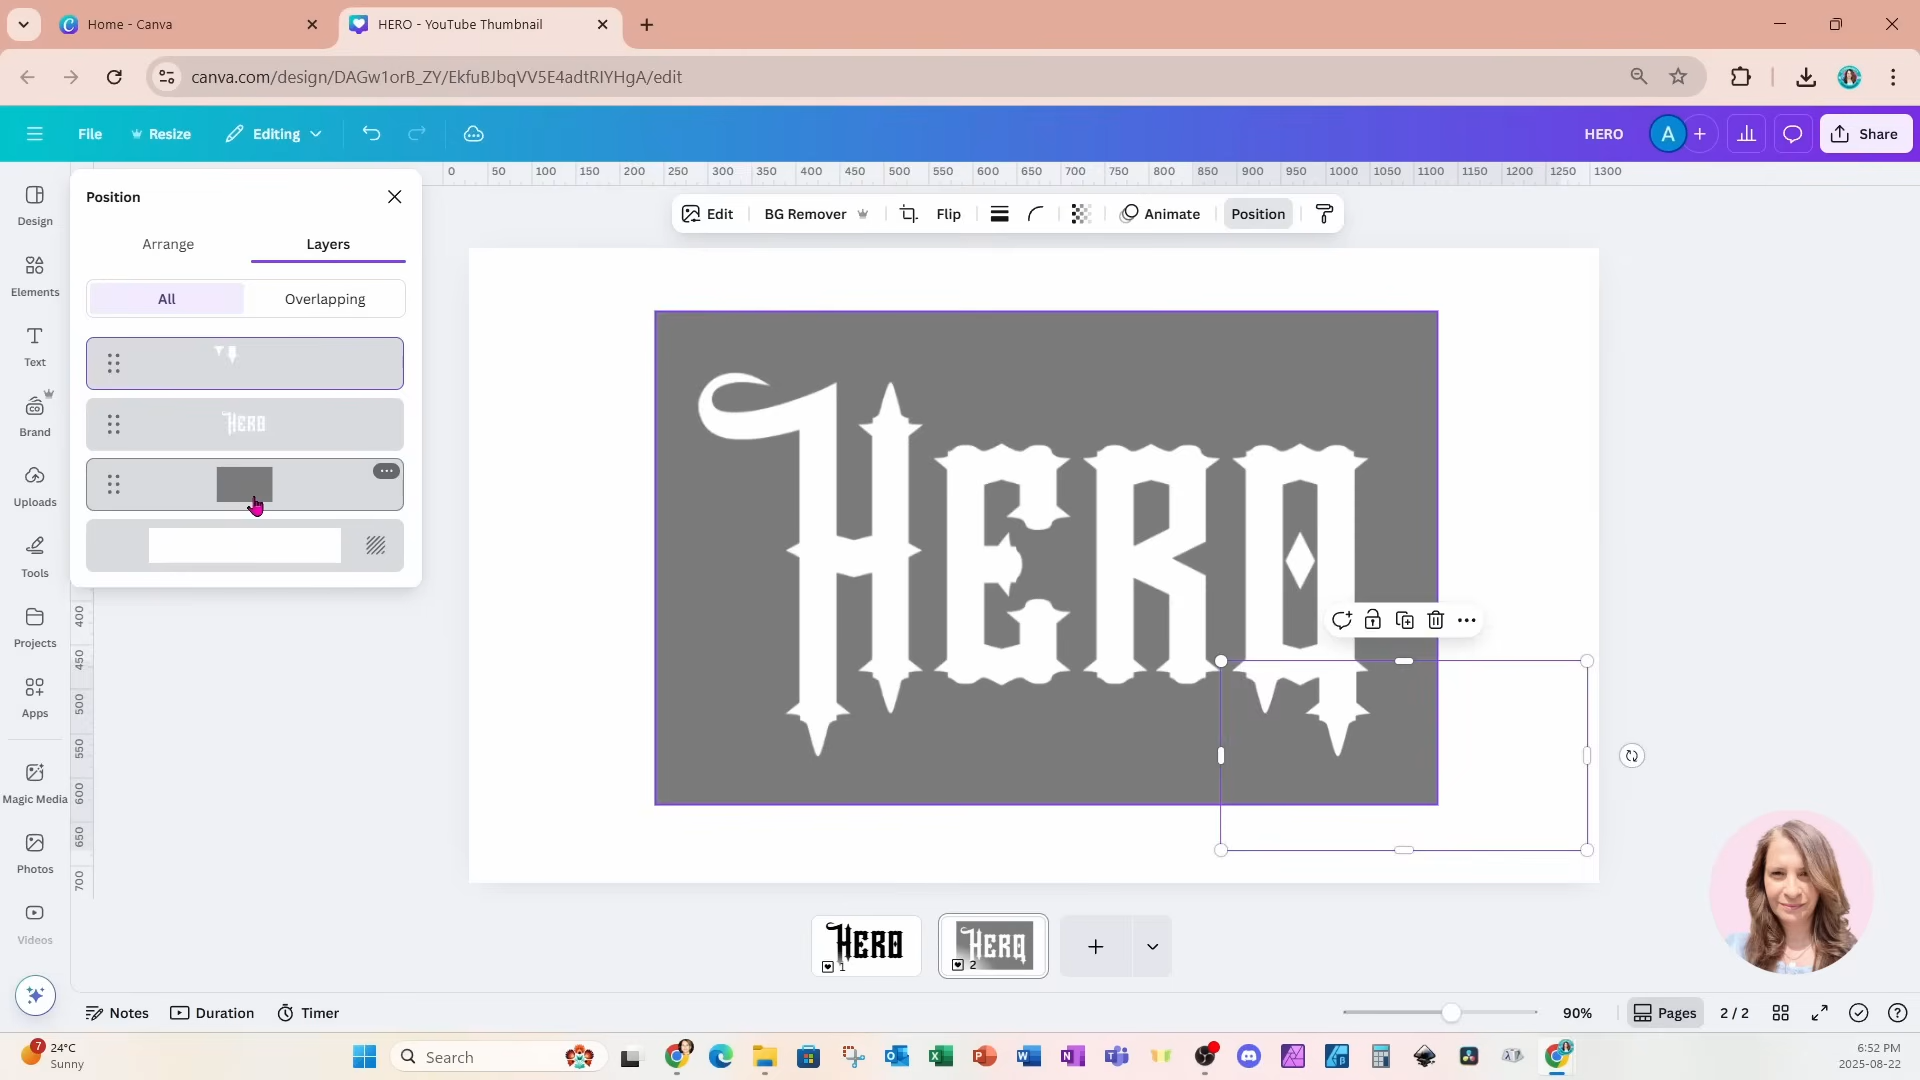 Home - Canva
HERO - YouTube Thumbnail
canva.com/design/DAGw1orB_ZY/EkfuBJbqVV5E4adtRIYHgA/edit
File
Resize
Editing
HERO
A
Share
0 50 100 150 200 250 300 350 400 450 500 550 600 650 700 750 800 850 900 950 1000 1050 1100 1150 1200 1250 1300
Position
Arrange
Layers
All
Overlapping
HERO
Design
Elements
Text
Brand
Uploads
Tools
Projects
Apps
Magic Media
Photos
Videos
400
450
500
550
600
650
700
Edit
BG Remover
Flip
Animate
Position
HERO
HERO
1
HERO
2
Notes
Duration
Timer
90%
Pages
2 / 2
7
24°C
Sunny
Search
6:52 PM
2025-08-22